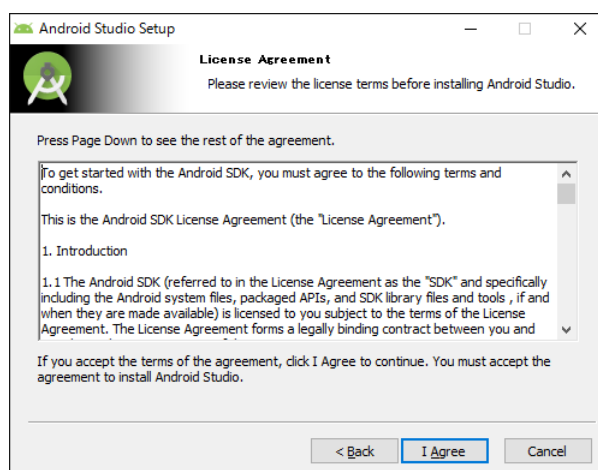 Android Studio Setup
License Agreement
Please review the license terms before installing Android Studio.
Press Page Down to see the rest of the agreement.
To get started with the Android SDK, you must agree to the following terms and
conditions.
This is the Android SDK License Agreement (the "License Agreement").
1. Introduction
1.1 The Android SDK (referred to in the License Agreement as the "SDK" and specifically
including the Android system files, packaged APIs, and SDK library files and tools , if and
when they are made available) is licensed to you subject to the terms of the License
Agreement. The License Agreement forms a legally binding contract between you and
If you accept the terms of the agreement, click I Agree to continue. You must accept the
agreement to install Android Studio.
< Back
I Agree
Cancel